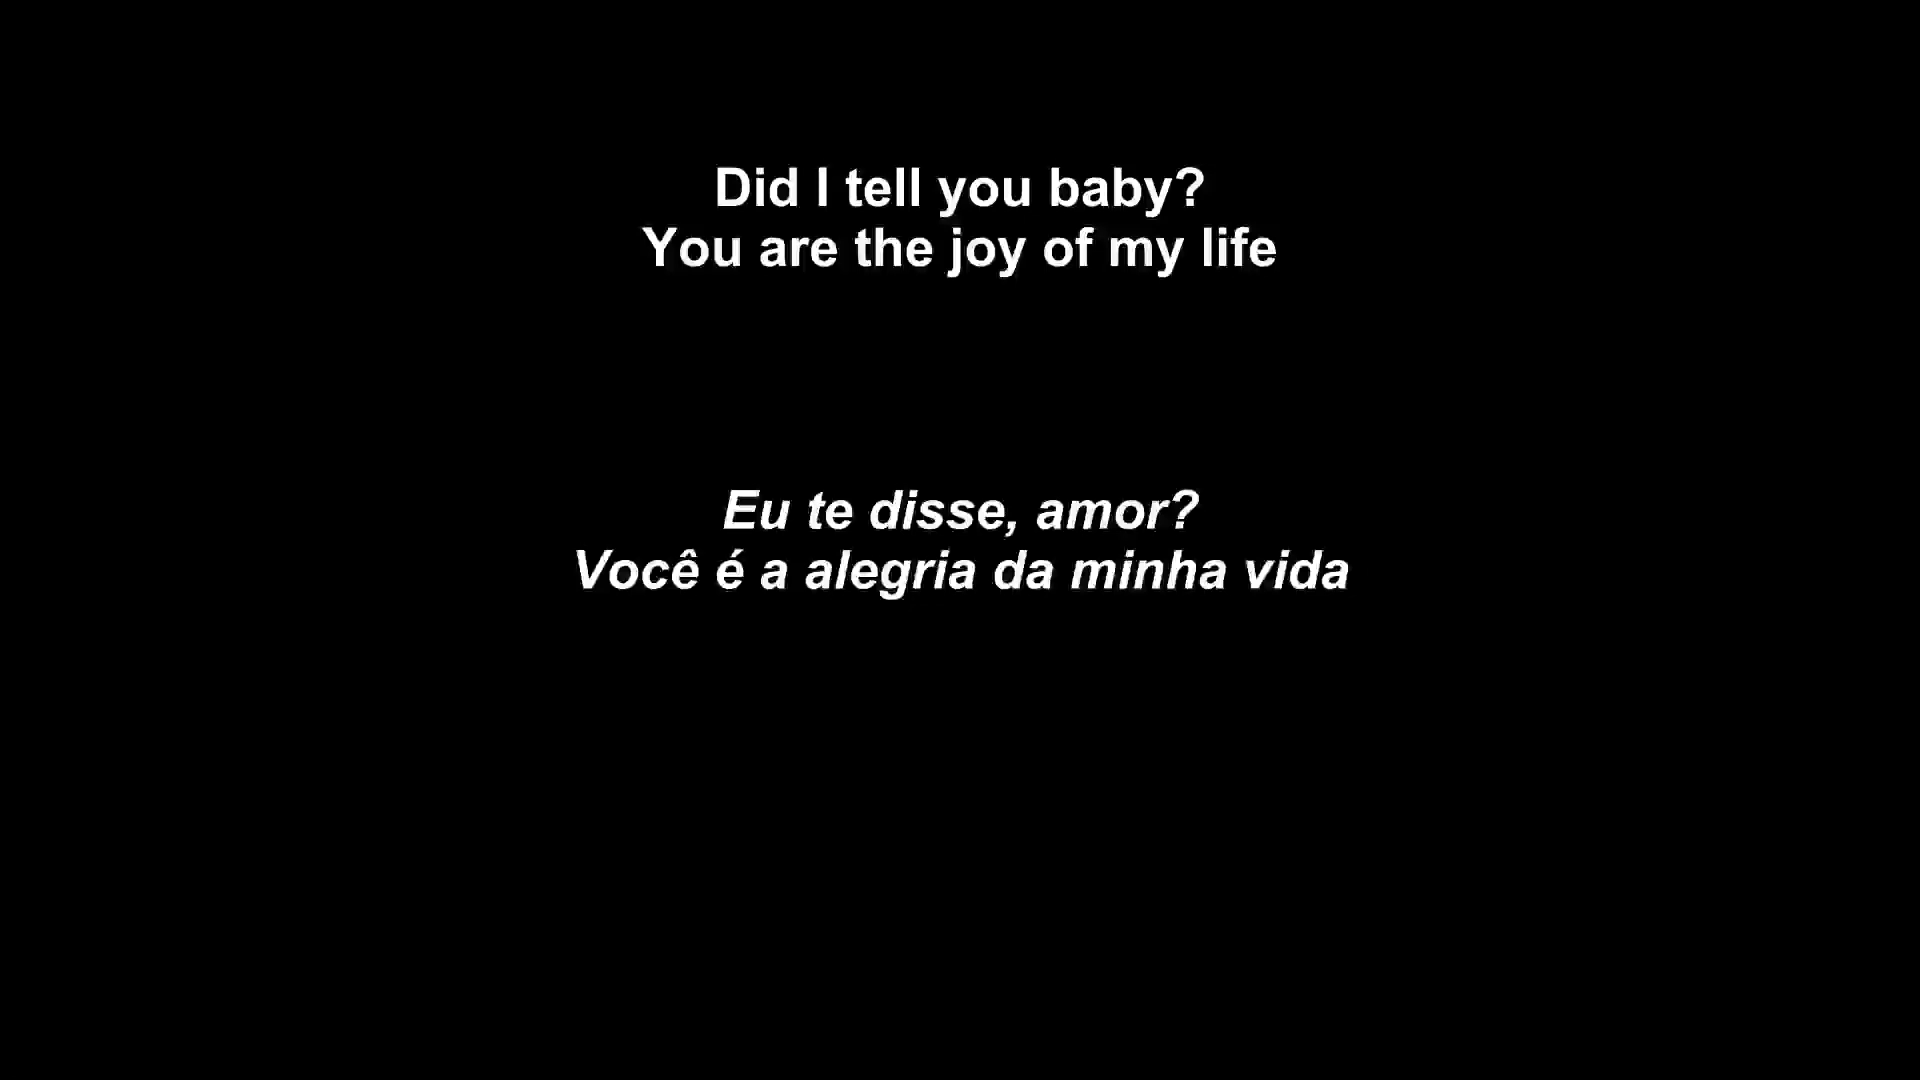 Did I tell you baby?
You are the joy of my life
Eu te disse, amor?
Você é a alegria da minha vida